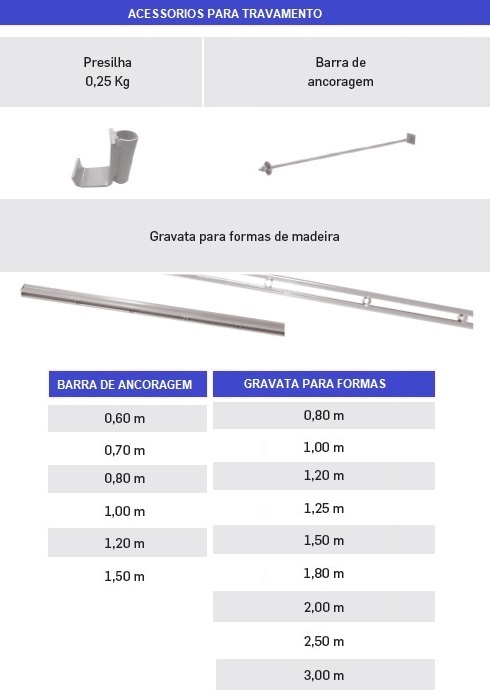 ACESSORIOS PARA TRAVAMENTO
Presilha
0,25 Kg
Barra de
ancoragem
Gravata para formas de madeira
BARRA DE ANCORAGEM
0,60 m
0,70 m
0,80 m
1,00 m
1,20 m
1,50 m
GRAVATA PARA FORMAS
0,80 m
1,00 m
1,20 m
1,25 m
1,50 m
1,80 m
2,00 m
2,50 m
3,00 m